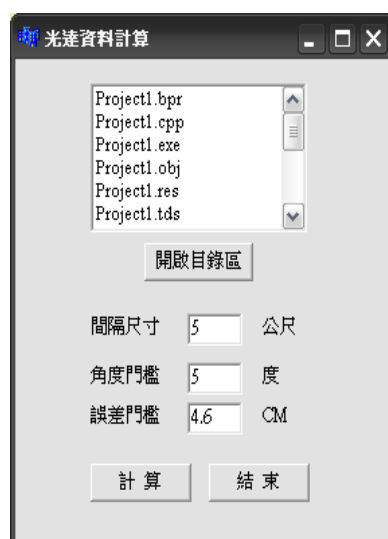 光達資料計算
Project1.bpr
Project1.cpp
Project1.exe
Project1.obj
Project1.res
Project1.tds
開啟目錄區
間隔尺寸 5 公尺
角度門檻 5 度
誤差門檻 4.6 CM
計 算 結 束